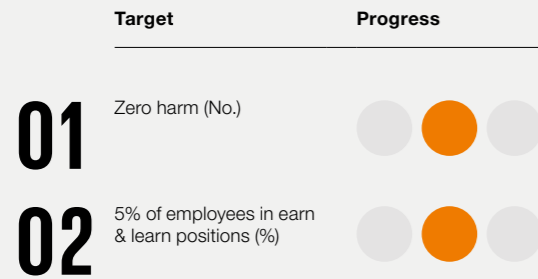 Target Progress
01 Zero harm (No.)
02 5% of employees in earn
& learn positions (%)